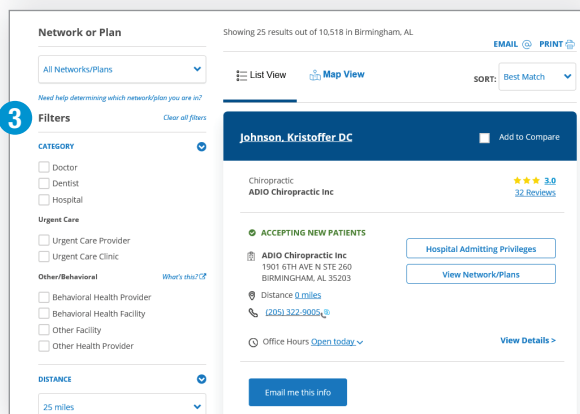 Network or Plan
All Networks/Plans
Need help determining which network/plan you are in?
3
Filters
Clear all filters
CATEGORY
Doctor
Dentist
Hospital
Urgent Care
Urgent Care Provider
Urgent Care Clinic
Other/Behavioral
What's this?
Behavioral Health Provider
Behavioral Health Facility
Other Facility
Other Health Provider
DISTANCE
25 miles
Showing 25 results out of 10,518 in Birmingham, AL
EMAIL @ PRINT
List View
Map View
SORT:
Best Match
Johnson, Kristoffer DC
Add to Compare
Chiropractic
ADIO Chiropractic Inc
3.0
32 Reviews
ACCEPTING NEW PATIENTS
ADIO Chiropractic Inc
1901 6TH AVE N STE 260
BIRMINGHAM, AL 35203
Distance 0 miles
(205) 322-9005
Office Hours Open today
Hospital Admitting Privileges
View Network/Plans
View Details >
Email me this info